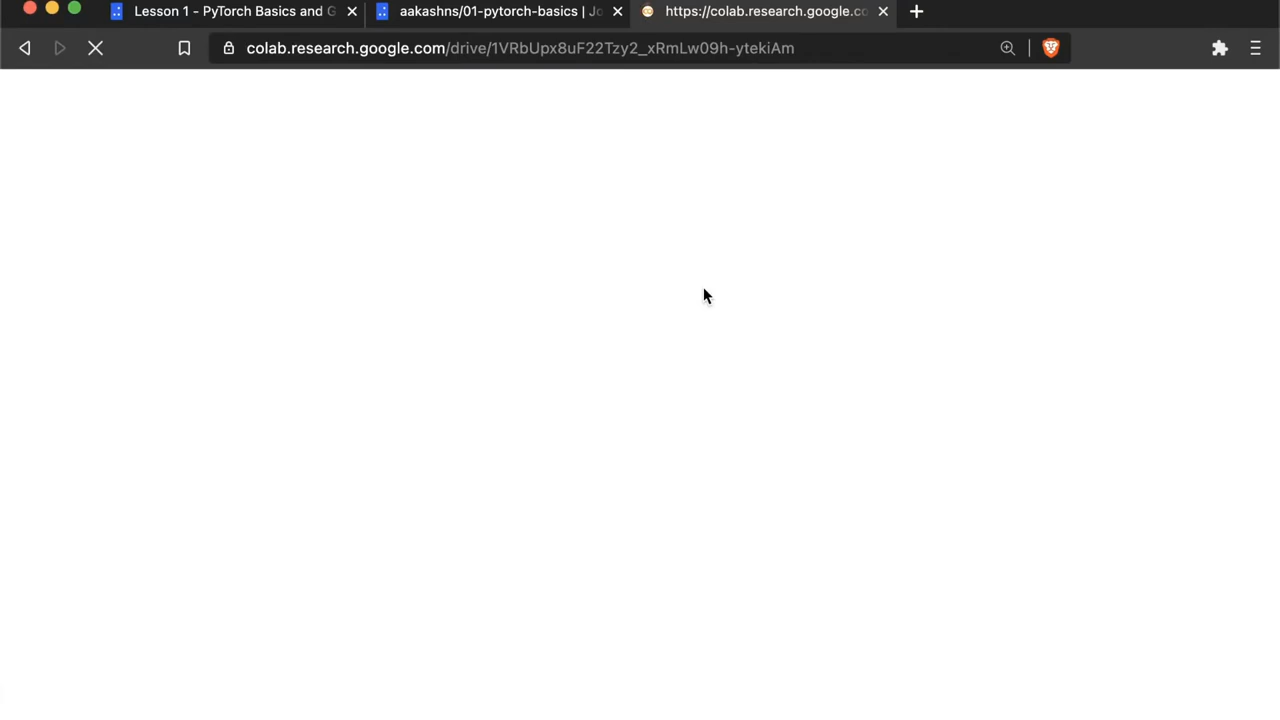 Lesson 1 - PyTorch Basics and G
aakashns/01-pytorch-basics | Jo
https://colab.research.google.co
colab.research.google.com/drive/1VRbUpx8uF22Tzy2_xRmLw09h-ytekiAm